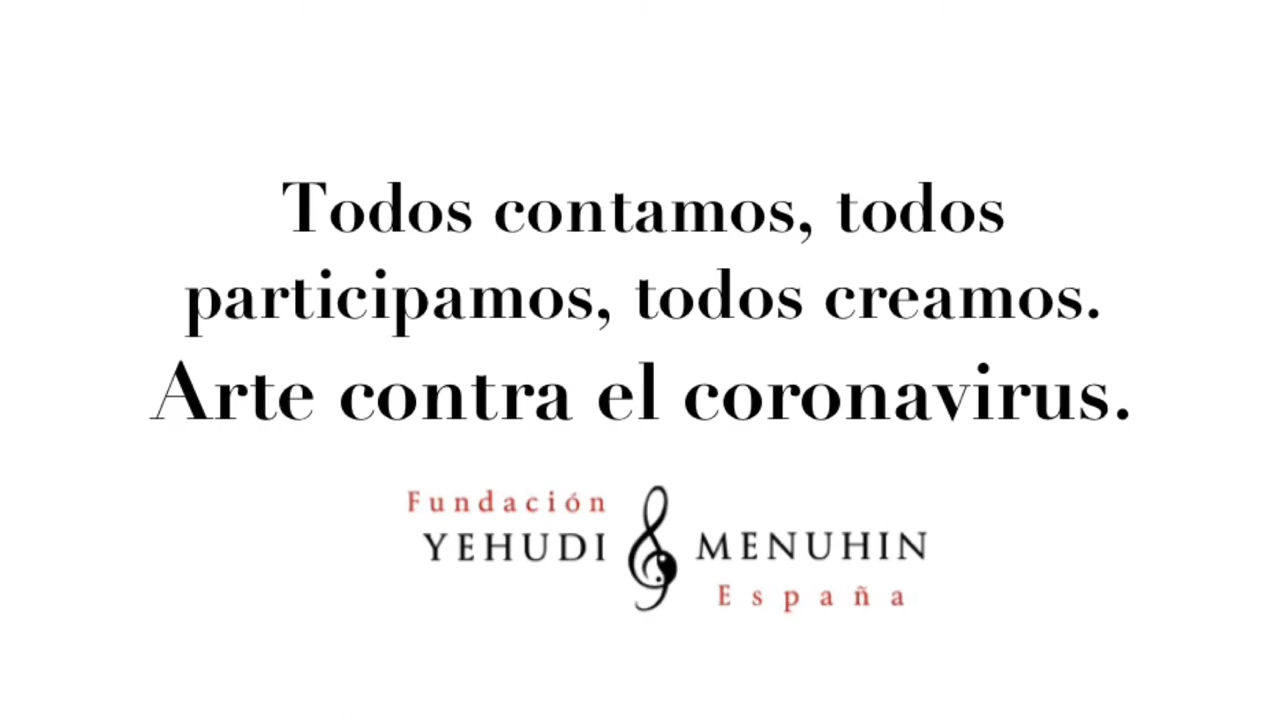 Todos contamos, todos
participamos, todos creamos.
Arte contra el coronavirus.
Fundación
YEHUDI MENUHIN
España